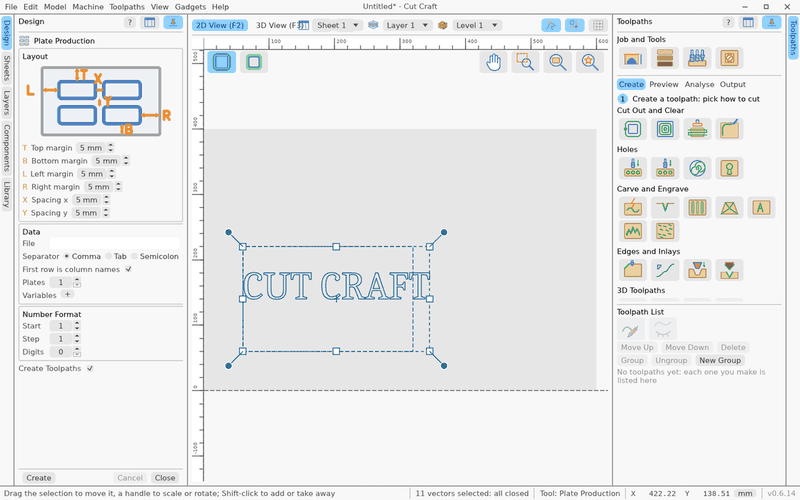 Untitled* - Cut Craft
File Edit Model Machine Toolpaths View Gadgets Help
Design
Sheets
Layers
Components
Library
Design
?
Plate Production
Layout
T
X
L
Y
R
B
T Top margin 5 mm
B Bottom margin 5 mm
L Left margin 5 mm
R Right margin 5 mm
X Spacing x 5 mm
Y Spacing y 5 mm
Data
File
Separator Comma Tab Semicolon
First row is column names
Plates 1
Variables +
Number Format
Start 1
Step 1
Digits 0
Create Toolpaths
Create Cancel Close
2D View (F2) 3D View (F3) Sheet 1 Layer 1 Level 1
0 100 200 300 400 500 600
500
400
300
200
100
0
-100
CUT CRAFT
Toolpaths
?
Toolpaths
Job and Tools
Create Preview Analyse Output
1 Create a toolpath: pick how to cut
Cut Out and Clear
Holes
Carve and Engrave
A
Edges and Inlays
3D Toolpaths
Toolpath List
Move Up Move Down Delete
Group Ungroup New Group
No toolpaths yet: each one you make is
listed here
Drag the selection to move it, a handle to scale or rotate; Shift-click to add or take away
11 vectors selected: all closed
Tool: Plate Production
X 422.22 Y 138.51 mm v0.6.14